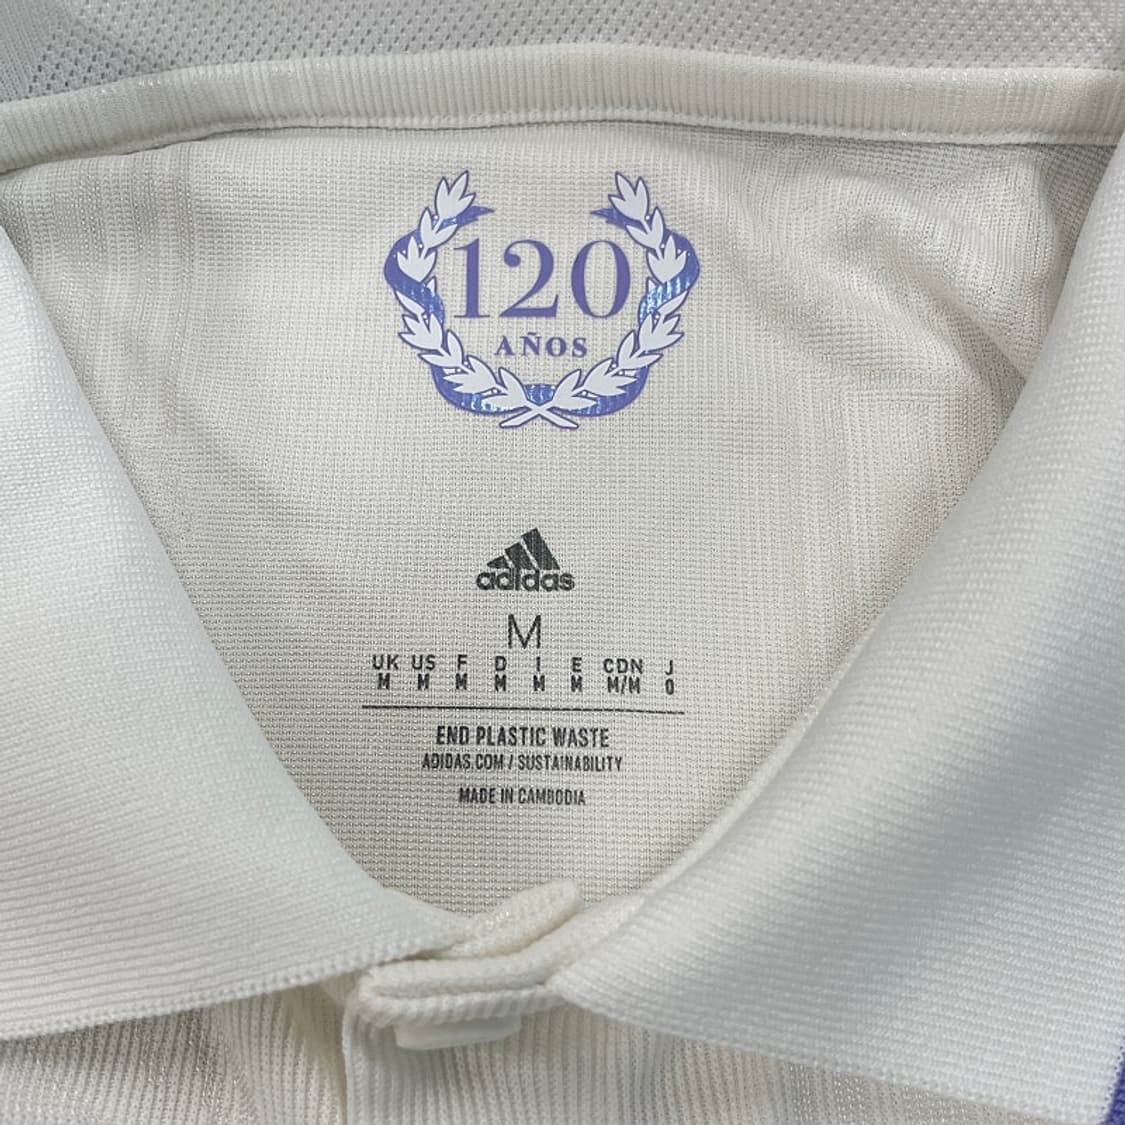 120
AÑOS
adidas
M
UK US F D I E CDN J
M M M M M M M/M O
END PLASTIC WASTE
ADIDAS.COM / SUSTAINABILITY
MADE IN CAMBODIA